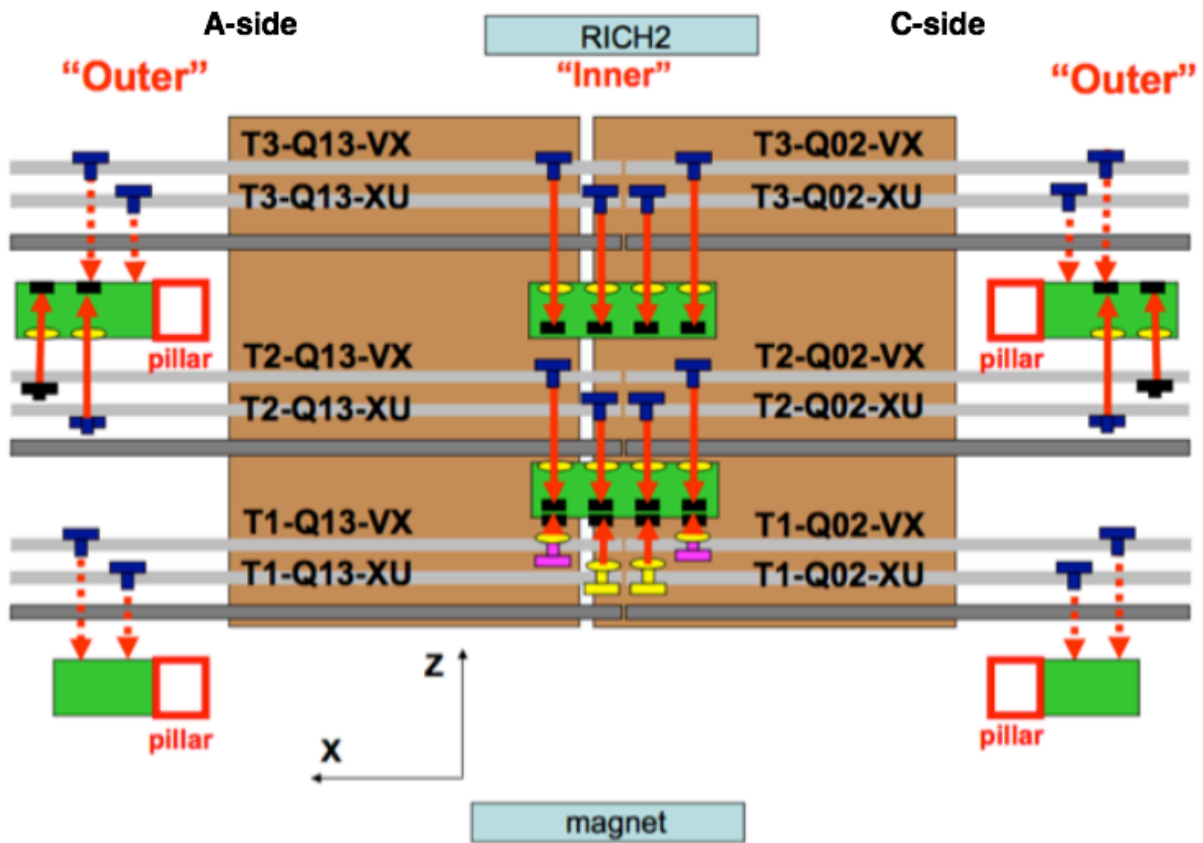 A-side
RICH2
C-side
“Outer”
“Inner”
“Outer”
T3-Q13-VX
T3-Q02-VX
T3-Q13-XU
T3-Q02-XU
pillar
pillar
T2-Q13-VX
T2-Q02-VX
T2-Q13-XU
T2-Q02-XU
T1-Q13-VX
T1-Q02-VX
T1-Q13-XU
T1-Q02-XU
Z
X
pillar
pillar
magnet